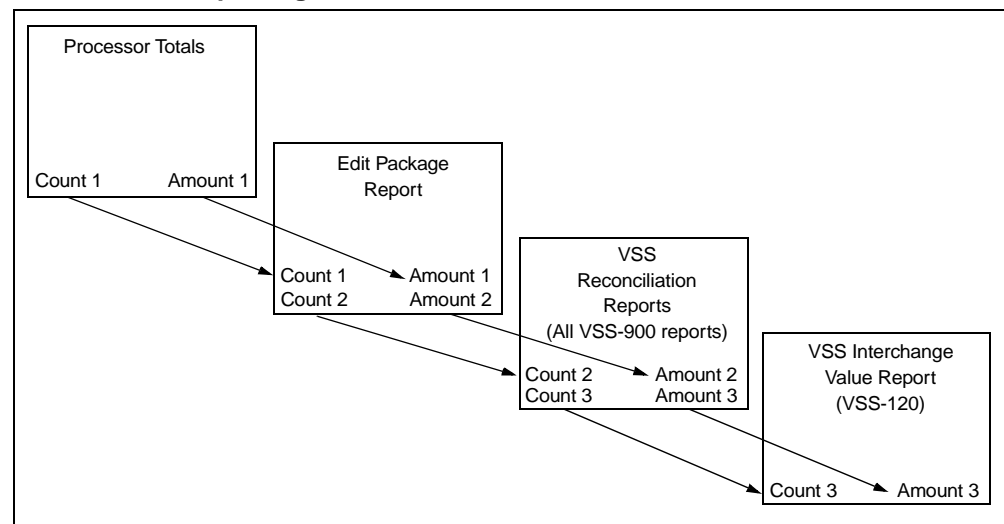 Processor Totals
Count 1 Amount 1
Edit Package
Report
Count 1 Amount 1
Count 2 Amount 2
VSS
Reconciliation
Reports
(All VSS-900 reports)
Count 2 Amount 2
Count 3 Amount 3
VSS Interchange
Value Report
(VSS-120)
Count 3 Amount 3